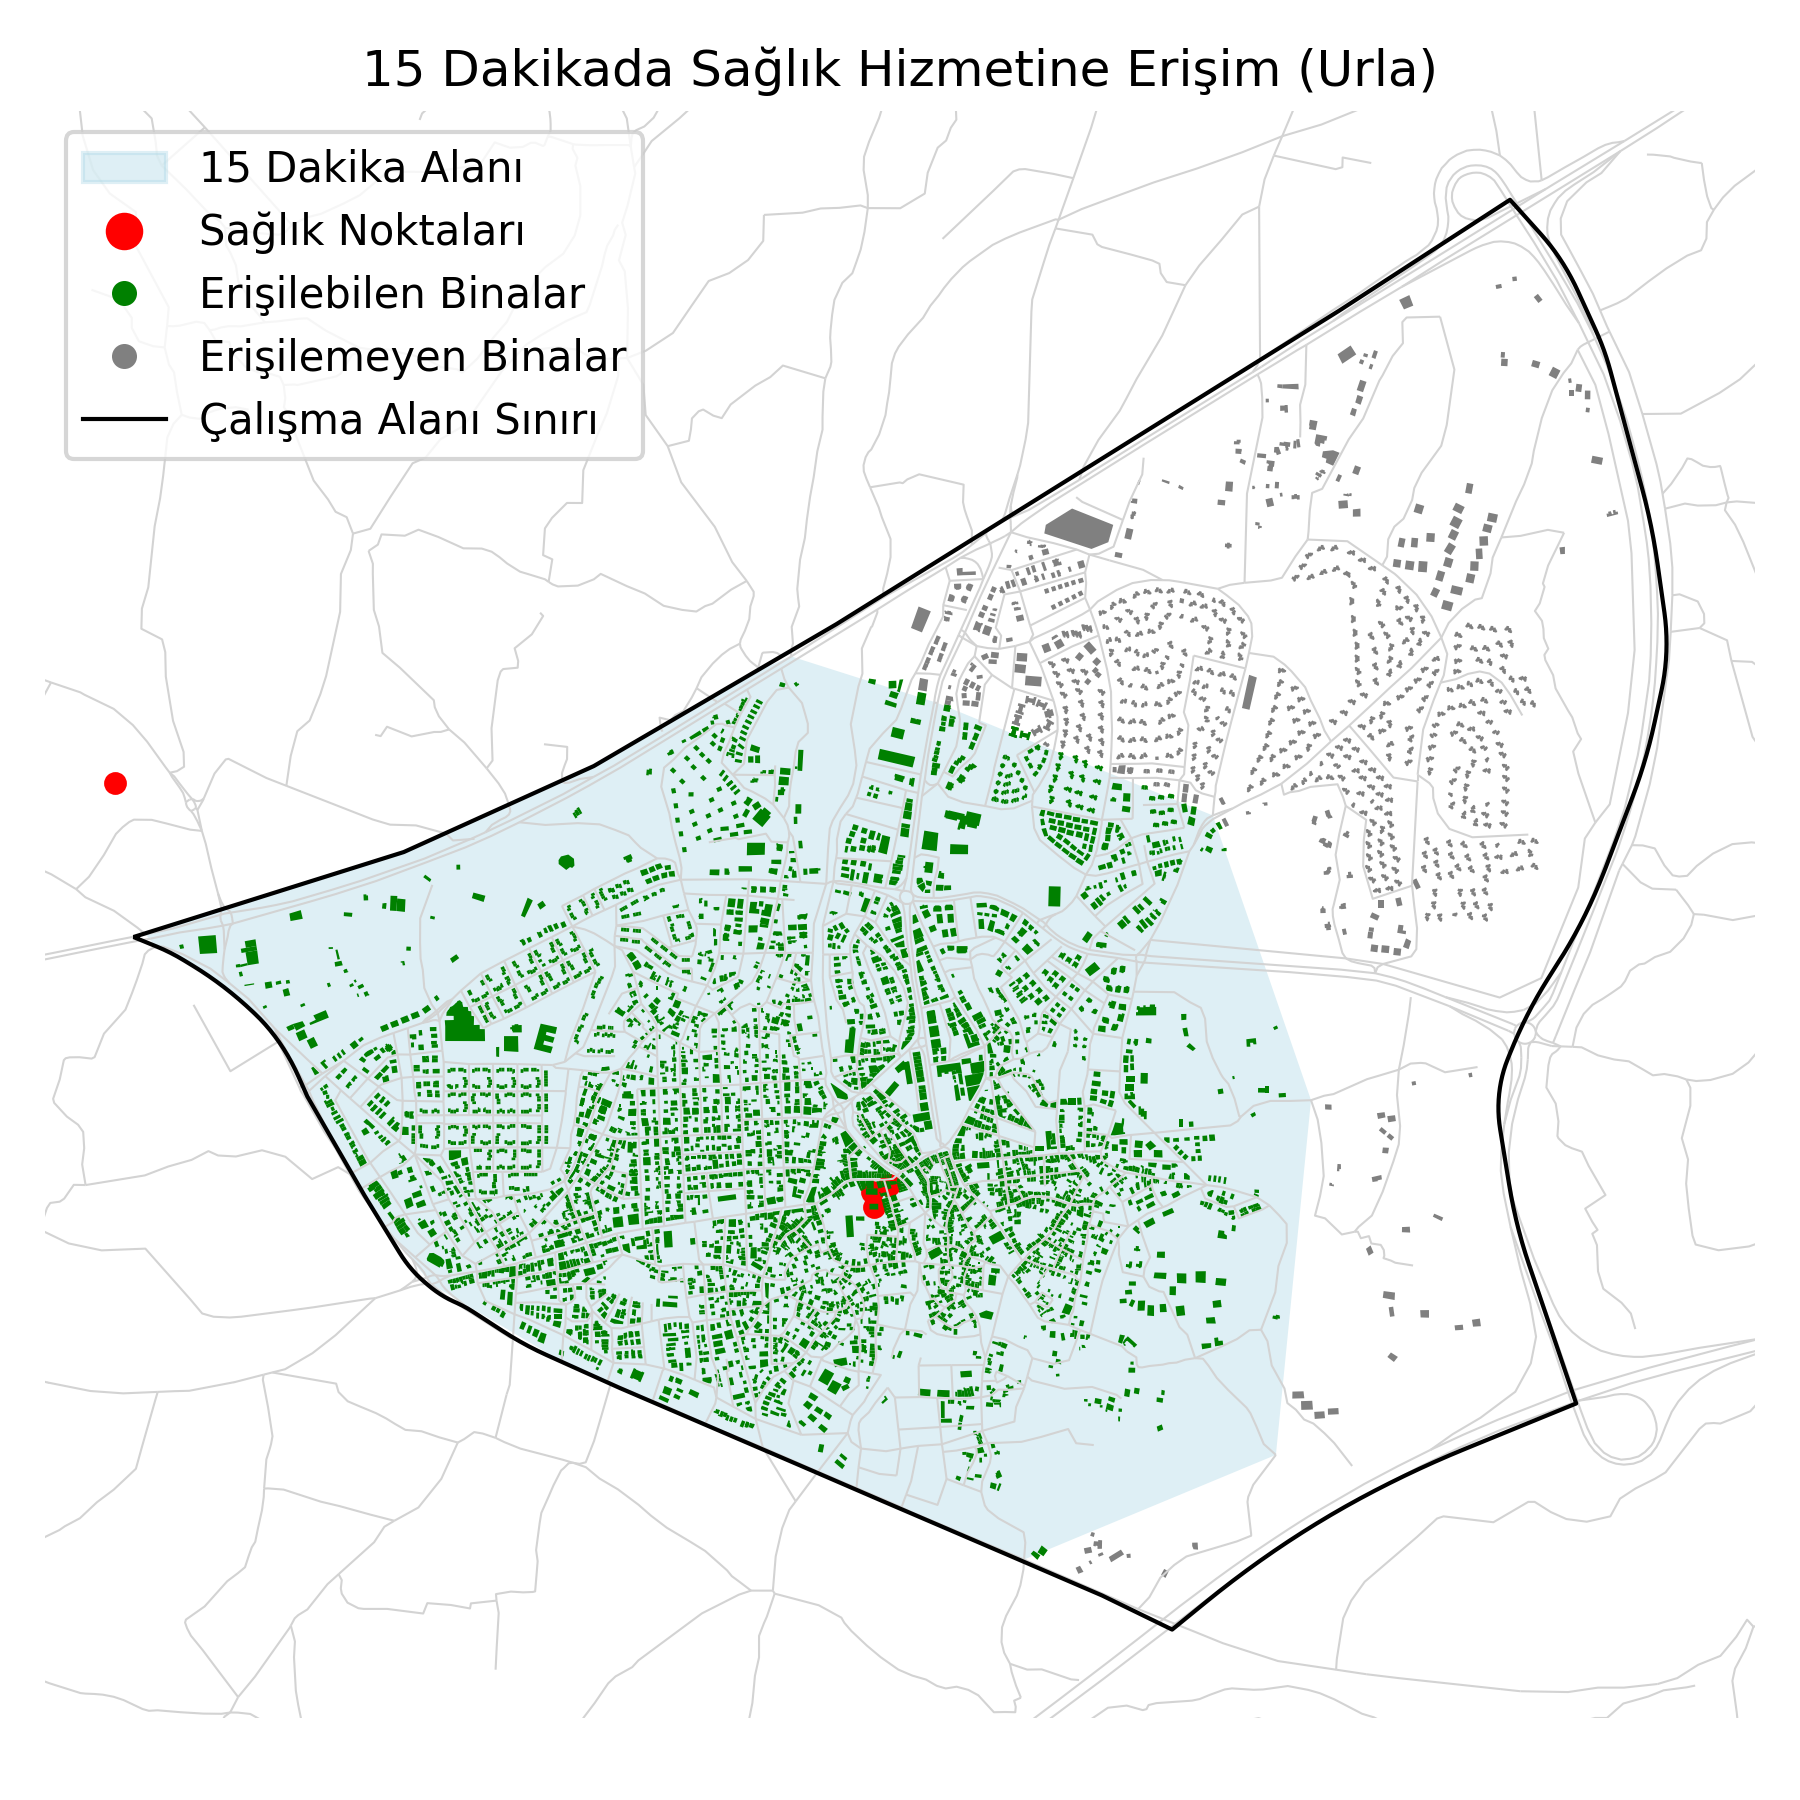 15 Dakikada Sağlık Hizmetine Erişim (Urla)
15 Dakika Alanı
Sağlık Noktaları
Erişilebilen Binalar
Erişilemeyen Binalar
Çalışma Alanı Sınırı